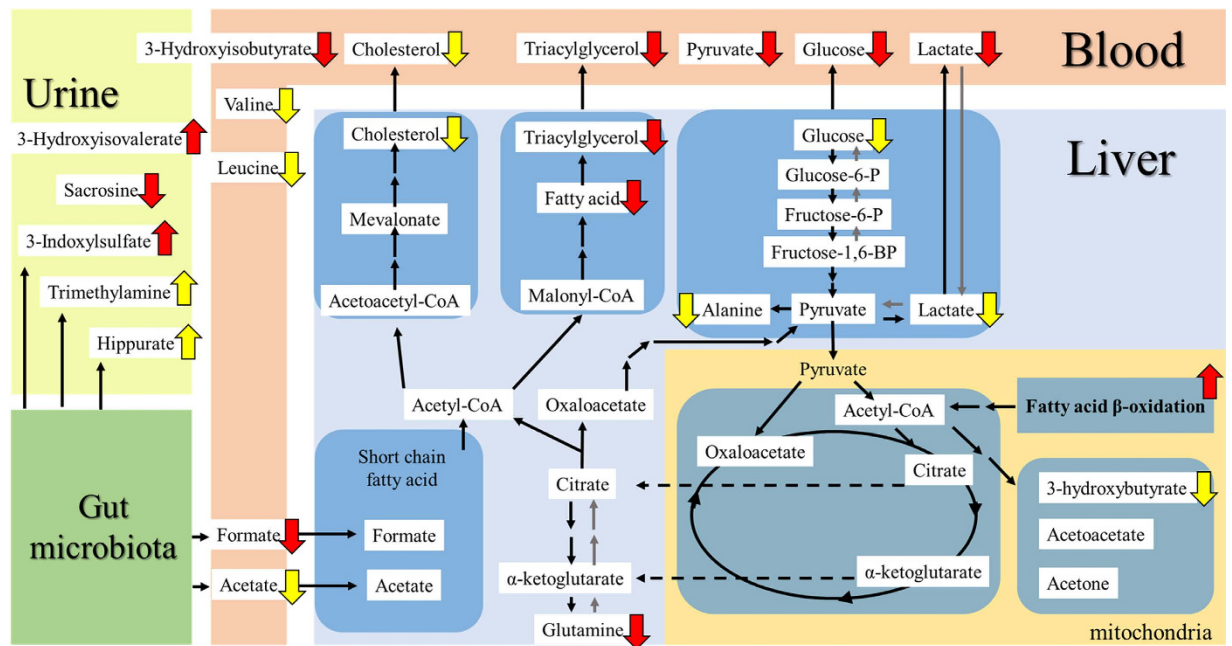 Urine
3-Hydroxyisovalerate
Sacrosine
3-Indoxylsulfate
Trimethylamine
Hippurate
Gut
microbiota
Blood
3-Hydroxyisobutyrate
Cholesterol
Triacylglycerol
Pyruvate
Glucose
Lactate
Valine
Leucine
Formate
Acetate
Liver
Cholesterol
Mevalonate
Acetoacetyl-CoA
Triacylglycerol
Fatty acid
Malonyl-CoA
Glucose
Glucose-6-P
Fructose-6-P
Fructose-1,6-BP
Alanine
Pyruvate
Lactate
Acetyl-CoA
Oxaloacetate
Short chain
fatty acid
Formate
Acetate
Citrate
α-ketoglutarate
Glutamine
Pyruvate
Acetyl-CoA
Fatty acid β-oxidation
Oxaloacetate
Citrate
α-ketoglutarate
3-hydroxybutyrate
Acetoacetate
Acetone
mitochondria